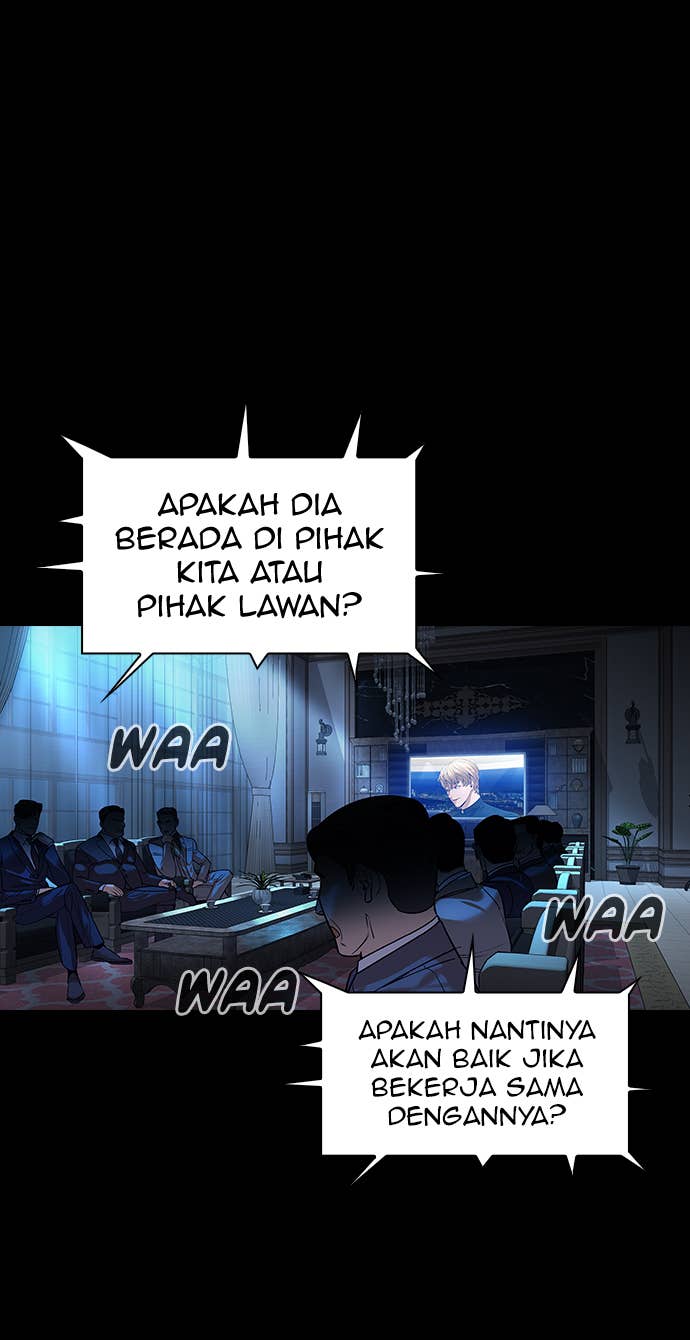 APAKAH DIA
BERADA DI PIHAK
KITA ATAU
PIHAK LAWAN?
WAA
WAA
WAA
APAKAH NANTINYA
AKAN BAIK JIKA
BEKERJA SAMA
DENGANNYA?